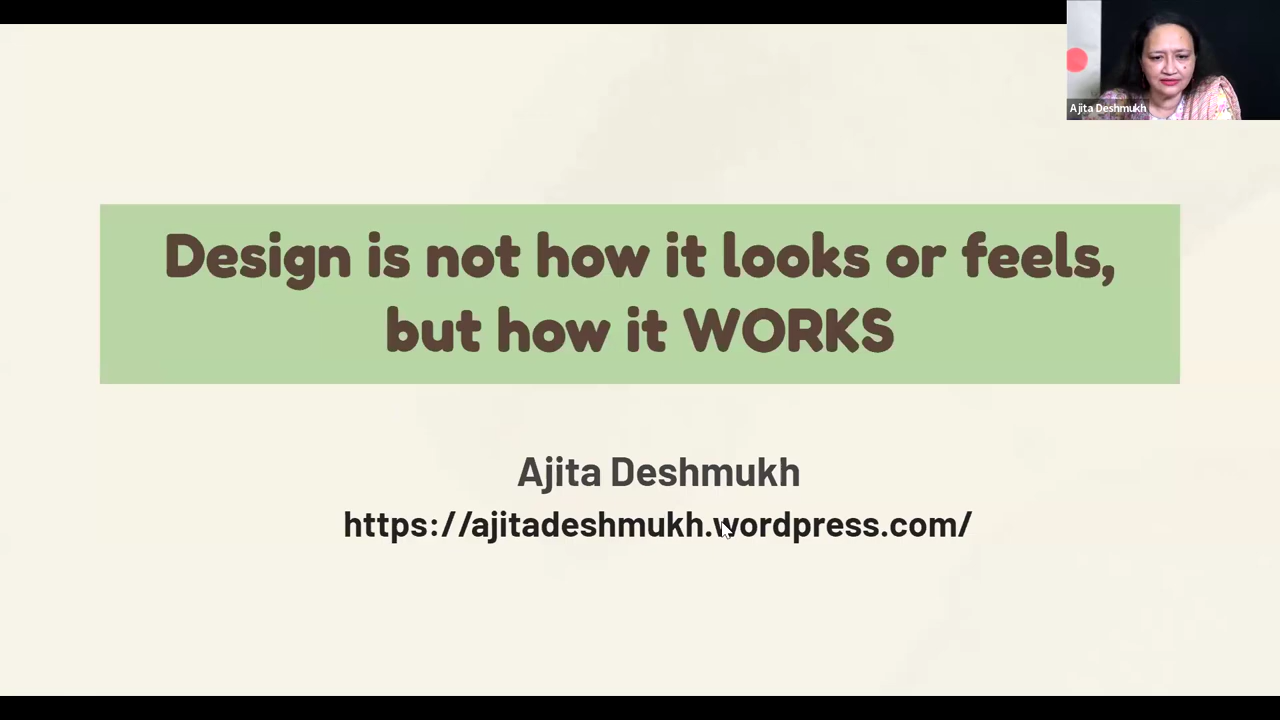 Ajita Deshmukh
Design is not how it looks or feels,
but how it WORKS
Ajita Deshmukh
https://ajitadeshmukh.wordpress.com/